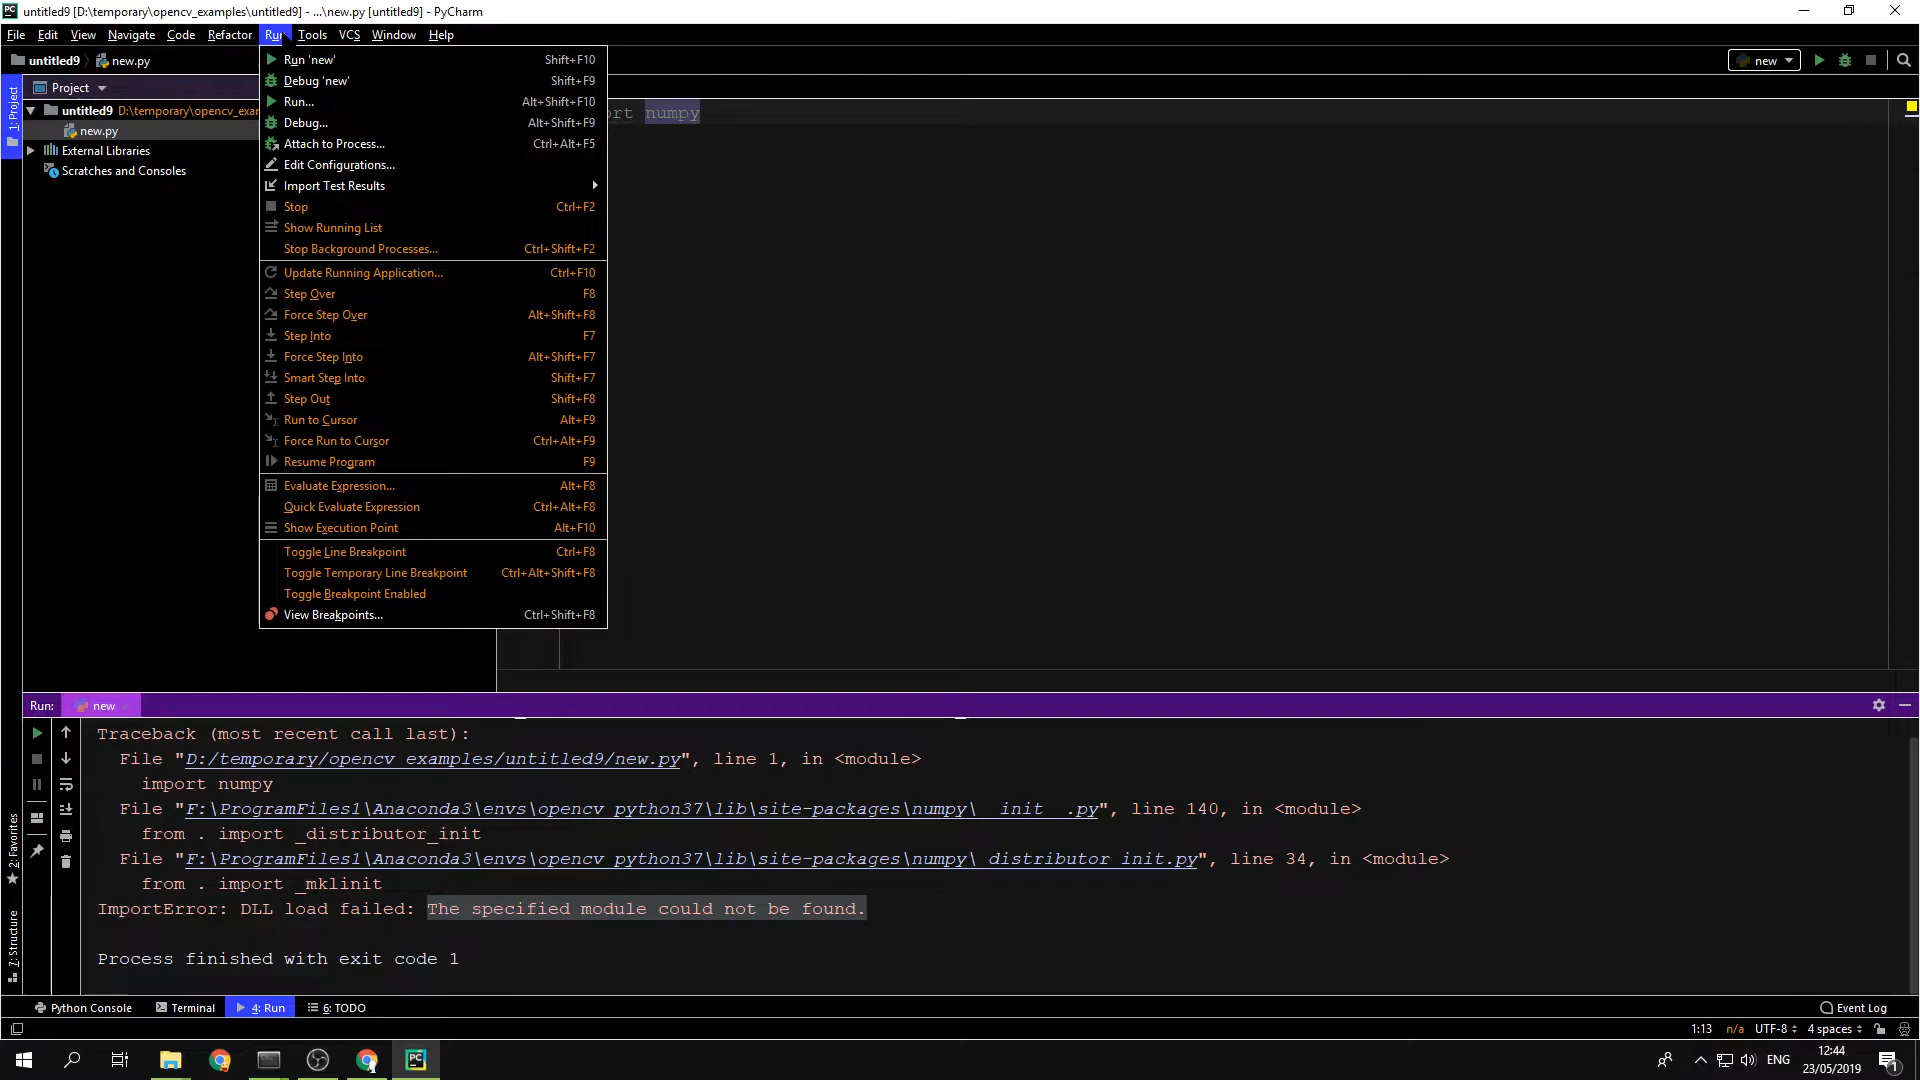 untitled9 [D:\temporary\opencv_examples\untitled9] - ...\new.py [untitled9] - PyCharm
File Edit View Navigate Code Refactor Run Tools VCS Window Help
untitled9 new.py
new
Project
untitled9 D:\temporary\opencv_exa
new.py
External Libraries
Scratches and Consoles
1: Project
Run 'new' Shift+F10
Debug 'new' Shift+F9
Run... Alt+Shift+F10
Debug... Alt+Shift+F9
Attach to Process... Ctrl+Alt+F5
Edit Configurations...
Import Test Results
Stop Ctrl+F2
Show Running List
Stop Background Processes... Ctrl+Shift+F2
Update Running Application... Ctrl+F10
Step Over F8
Force Step Over Alt+Shift+F8
Step Into F7
Force Step Into Alt+Shift+F7
Smart Step Into Shift+F7
Step Out Shift+F8
Run to Cursor Alt+F9
Force Run to Cursor Ctrl+Alt+F9
Resume Program F9
Evaluate Expression... Alt+F8
Quick Evaluate Expression Ctrl+Alt+F8
Show Execution Point Alt+F10
Toggle Line Breakpoint Ctrl+F8
Toggle Temporary Line Breakpoint Ctrl+Alt+Shift+F8
Toggle Breakpoint Enabled
View Breakpoints... Ctrl+Shift+F8
ort numpy
Run: new
Traceback (most recent call last):
File "D:/temporary/opencv_examples/untitled9/new.py", line 1, in <module>
import numpy
File "F:\ProgramFiles1\Anaconda3\envs\opencv_python37\lib\site-packages\numpy\__init__.py", line 140, in <module>
from . import _distributor_init
File "F:\ProgramFiles1\Anaconda3\envs\opencv_python37\lib\site-packages\numpy\_distributor_init.py", line 34, in <module>
from . import _mklinit
ImportError: DLL load failed: The specified module could not be found.
Process finished with exit code 1
2: Favorites
7: Structure
Python Console Terminal 4: Run 6: TODO Event Log
1:13 n/a UTF-8 4 spaces
PC
ENG 12:44
23/05/2019
1